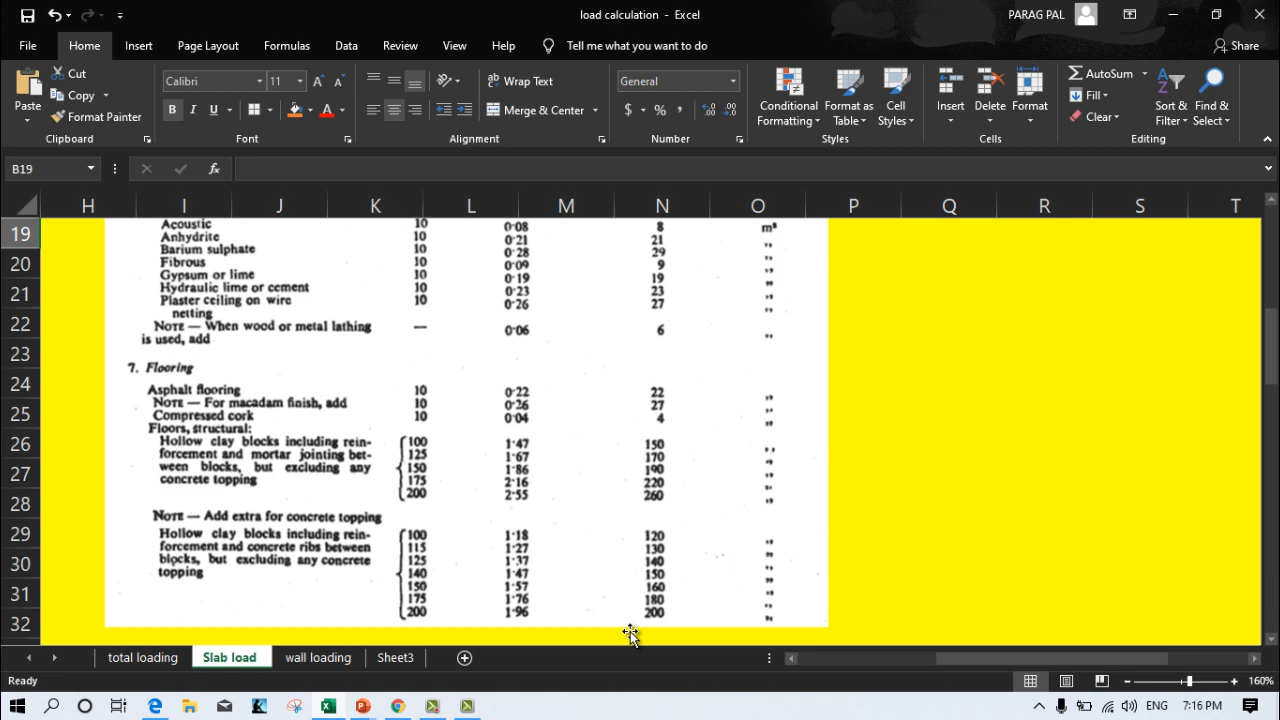 load calculation - Excel
PARAG PAL
File Home Insert Page Layout Formulas Data Review View Help Tell me what you want to do Share
Paste
Cut
Copy
Format Painter
Calibri 11
B I U
Wrap Text
Merge & Center
General
$ % ,
Conditional Formatting
Format as Table
Cell Styles
Insert
Delete
Format
AutoSum
Fill
Clear
Sort & Filter
Find & Select
Clipboard Font Alignment Number Styles Cells Editing
B19 fx
H I J K L M N O P Q R S T
19
20
21
22
23
24
25
26
27
28
29
30
31
32
Acoustic 10 0·08 8 m²
Anhydrite 10 0·21 21 ,,
Barium sulphate 10 0·28 29 ,,
Fibrous 10 0·09 9 ,,
Gypsum or lime 10 0·19 19 ,,
Hydraulic lime or cement 10 0·23 23 ,,
Plaster ceiling on wire 10 0·26 27 ,,
netting
NOTE — When wood or metal lathing — 0·06 6 ,,
is used, add
7. Flooring
Asphalt flooring 10 0·22 22 ,,
NOTE — For macadam finish, add 10 0·26 27 ,,
Compressed cork 10 0·04 4 ,,
Floors, structural:
Hollow clay blocks including rein- 100 1·47 150 ,,
forcement and mortar jointing bet- 125 1·67 170 ,,
ween blocks, but excluding any 150 1·86 190 ,,
concrete topping 175 2·16 220 ,,
200 2·55 260 ,,
NOTE — Add extra for concrete topping
Hollow clay blocks including rein- 100 1·18 120 ,,
forcement and concrete ribs between 115 1·27 130 ,,
blocks, but excluding any concrete 125 1·37 140 ,,
topping 140 1·47 150 ,,
150 1·57 160 ,,
175 1·76 180 ,,
200 1·96 200 ,,
total loading Slab load wall loading Sheet3
Ready 160%
ENG 7:16 PM